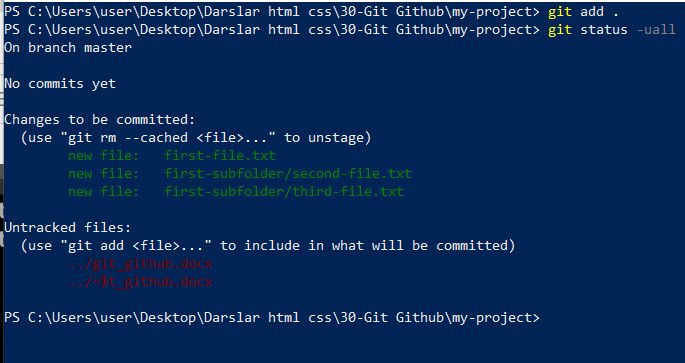 PS C:\Users\user\Desktop\Darslar html css\30-Git Github\my-project> git add .
PS C:\Users\user\Desktop\Darslar html css\30-Git Github\my-project> git status -uall
On branch master

No commits yet

Changes to be committed:
  (use "git rm --cached <file>..." to unstage)
        new file:   first-file.txt
        new file:   first-subfolder/second-file.txt
        new file:   first-subfolder/third-file.txt

Untracked files:
  (use "git add <file>..." to include in what will be committed)
        ../git_github.docx
        ../~$t_github.docx

PS C:\Users\user\Desktop\Darslar html css\30-Git Github\my-project>